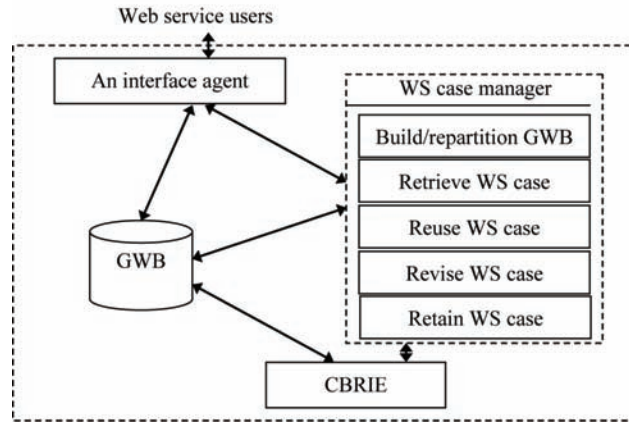 Web service users
An interface agent
WS case manager
Build/repartition GWB
Retrieve WS case
Reuse WS case
GWB
Revise WS case
Retain WS case
CBRIE